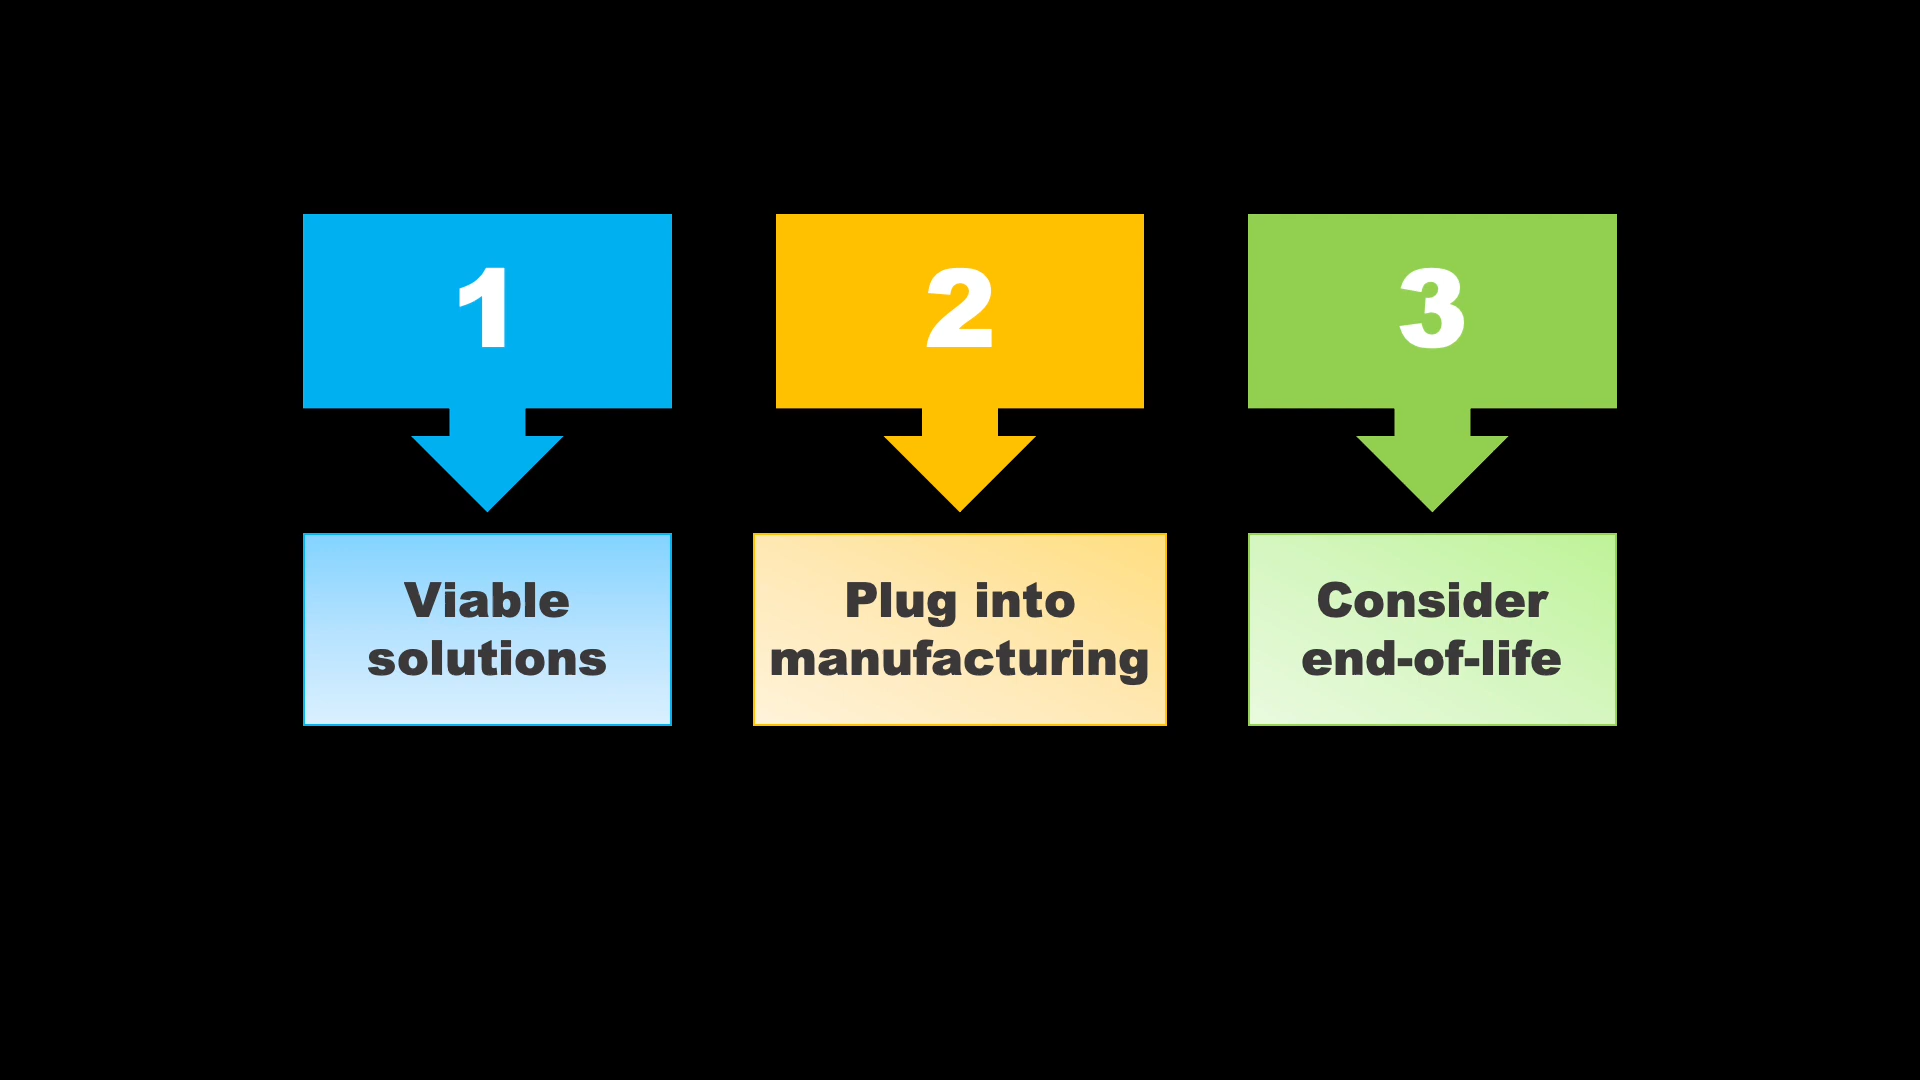 1
2
3
Viable
solutions
Plug into
manufacturing
Consider
end-of-life